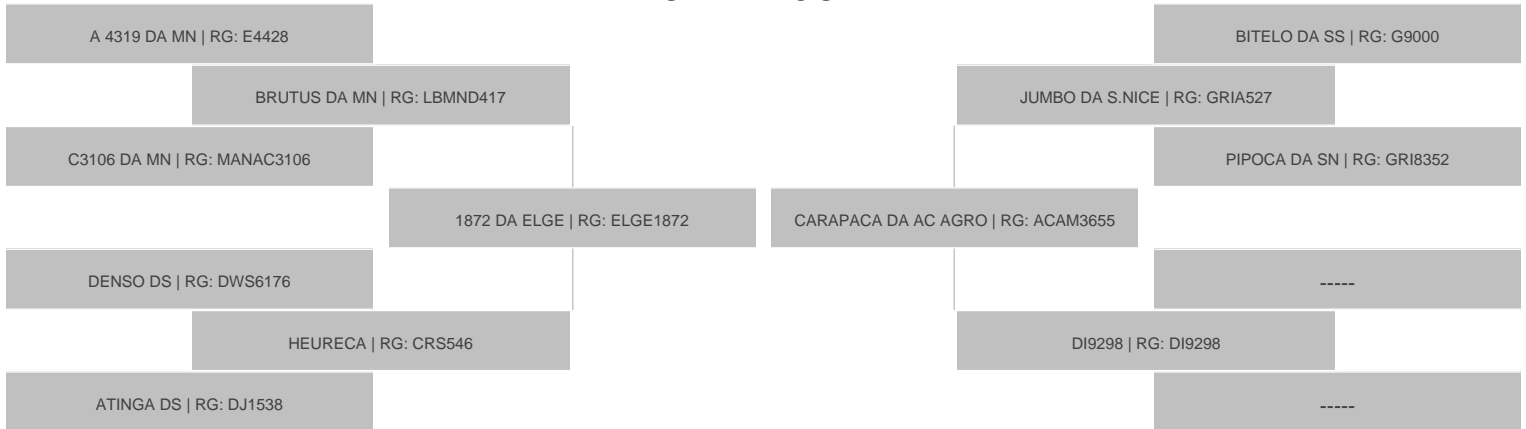 A 4319 DA MN | RG: E4428
BITELO DA SS | RG: G9000
BRUTUS DA MN | RG: LBMND417
JUMBO DA S.NICE | RG: GRIA527
C3106 DA MN | RG: MANAC3106
PIPOCA DA SN | RG: GRI8352
1872 DA ELGE | RG: ELGE1872
CARAPACA DA AC AGRO | RG: ACAM3655
DENSO DS | RG: DWS6176
-----
HEURECA | RG: CRS546
DI9298 | RG: DI9298
ATINGA DS | RG: DJ1538
-----